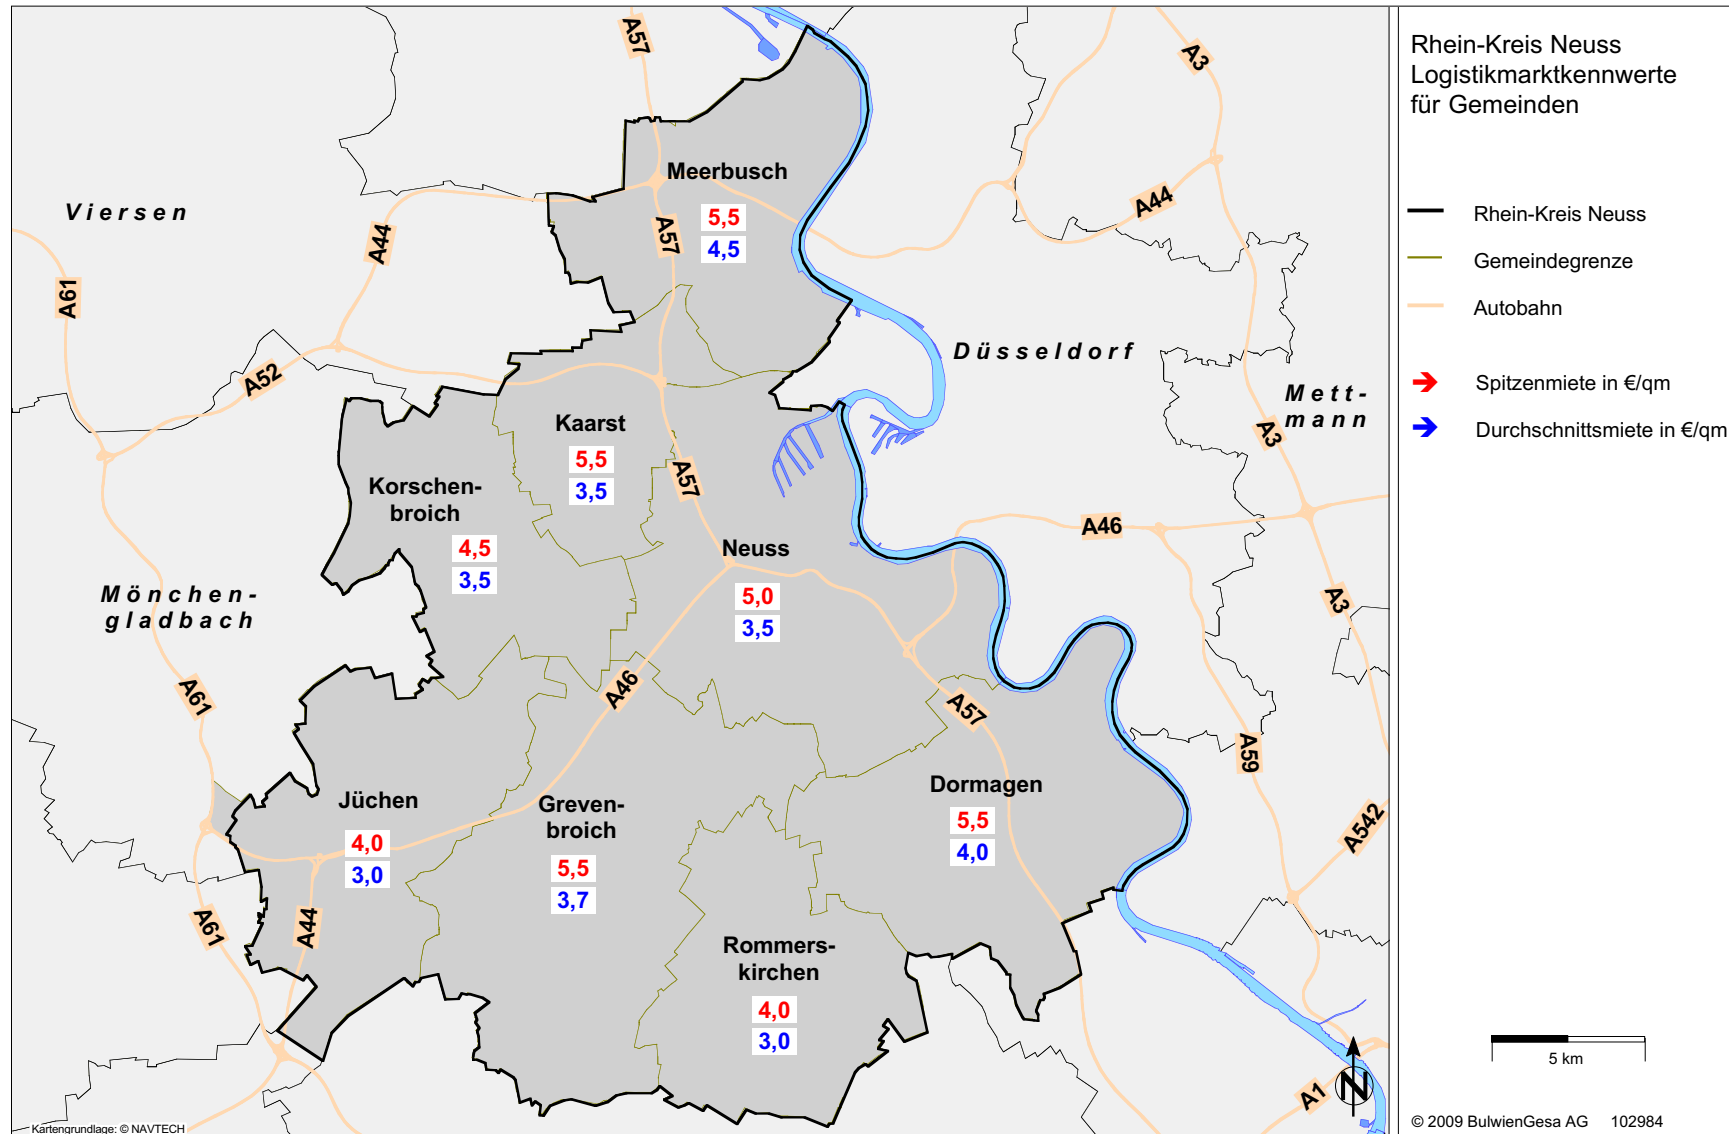 Rhein-Kreis Neuss
Logistikmarktkennwerte
für Gemeinden
Rhein-Kreis Neuss
Gemeindegrenze
Autobahn
Spitzenmiete in €/qm
Durchschnittsmiete in €/qm
5 km
N
© 2009 BulwienGesa AG 102984
A57
A3
Meerbusch
5,5
4,5
Viersen
A44
A57
A44
A61
A52
Düsseldorf
Mett-
mann
A3
Kaarst
5,5
3,5
A57
Korschen-
broich
4,5
3,5
A46
Neuss
5,0
3,5
Mönchen-
gladbach
A3
A61
A46
A57
A59
Jüchen
4,0
3,0
Greven-
broich
5,5
3,7
Dormagen
5,5
4,0
A542
A61
A44
Rommers-
kirchen
4,0
3,0
A1
Kartengrundlage: © NAVTECH